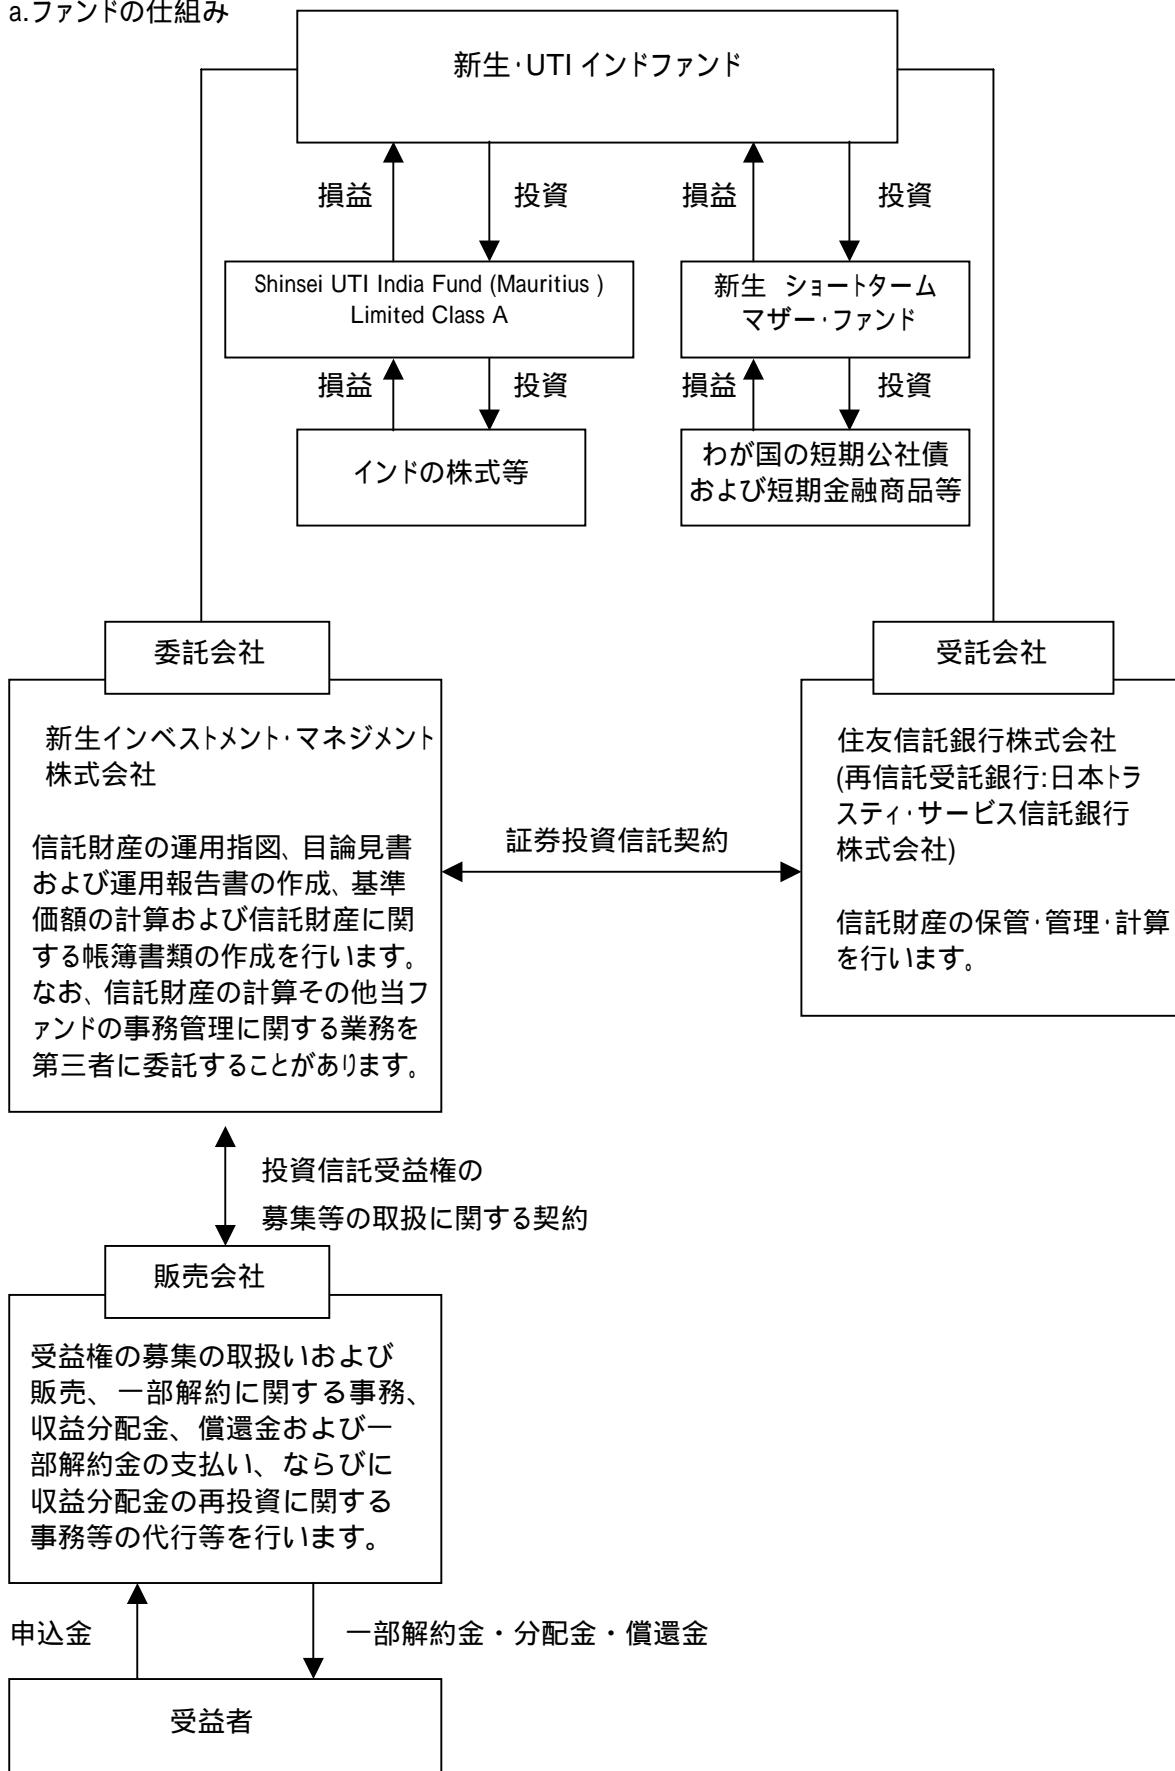 a.ファンドの仕組み
新生・UTI インドファンド
損益
投資
損益
投資
Shinsei UTI India Fund (Mauritius )
Limited Class A
新生 ショートターム
マザー・ファンド
損益
投資
損益
投資
インドの株式等
わが国の短期公社債
および短期金融商品等
委託会社
新生インベストメント・マネジメント
株式会社
信託財産の運用指図、目論見書
および運用報告書の作成、基準
価額の計算および信託財産に関
する帳簿書類の作成を行います。
なお、信託財産の計算その他当フ
ァンドの事務管理に関する業務を
第三者に委託することがあります。
証券投資信託契約
受託会社
住友信託銀行株式会社
(再信託受託銀行:日本トラ
スティ・サービス信託銀行
株式会社)
信託財産の保管・管理・計算
を行います。
投資信託受益権の
募集等の取扱に関する契約
販売会社
受益権の募集の取扱いおよび
販売、一部解約に関する事務、
収益分配金、償還金および一
部解約金の支払い、ならびに
収益分配金の再投資に関する
事務等の代行等を行います。
申込金
一部解約金・分配金・償還金
受益者